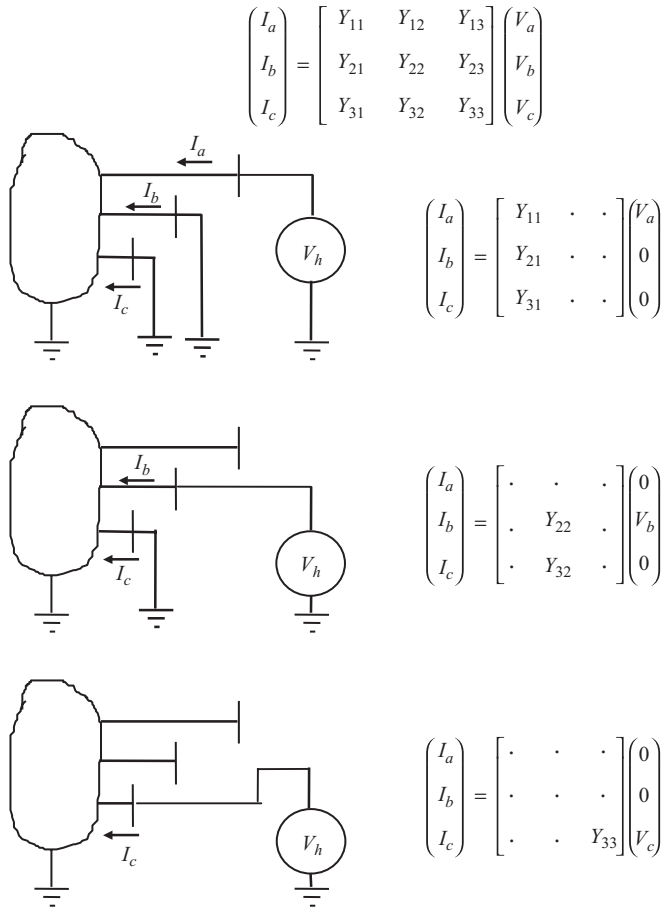 (I_a I_b I_c) = [Y_11 Y_12 Y_13; Y_21 Y_22 Y_23; Y_31 Y_32 Y_33] (V_a V_b V_c)
I_a
I_b
I_c
V_h
(I_a I_b I_c) = [Y_11 · ·; Y_21 · ·; Y_31 · ·] (V_a 0 0)
I_b
I_c
V_h
(I_a I_b I_c) = [· · ·; · Y_22 ·; · Y_32 ·] (0 V_b 0)
I_c
V_h
(I_a I_b I_c) = [· · ·; · · ·; · · Y_33] (0 0 V_c)